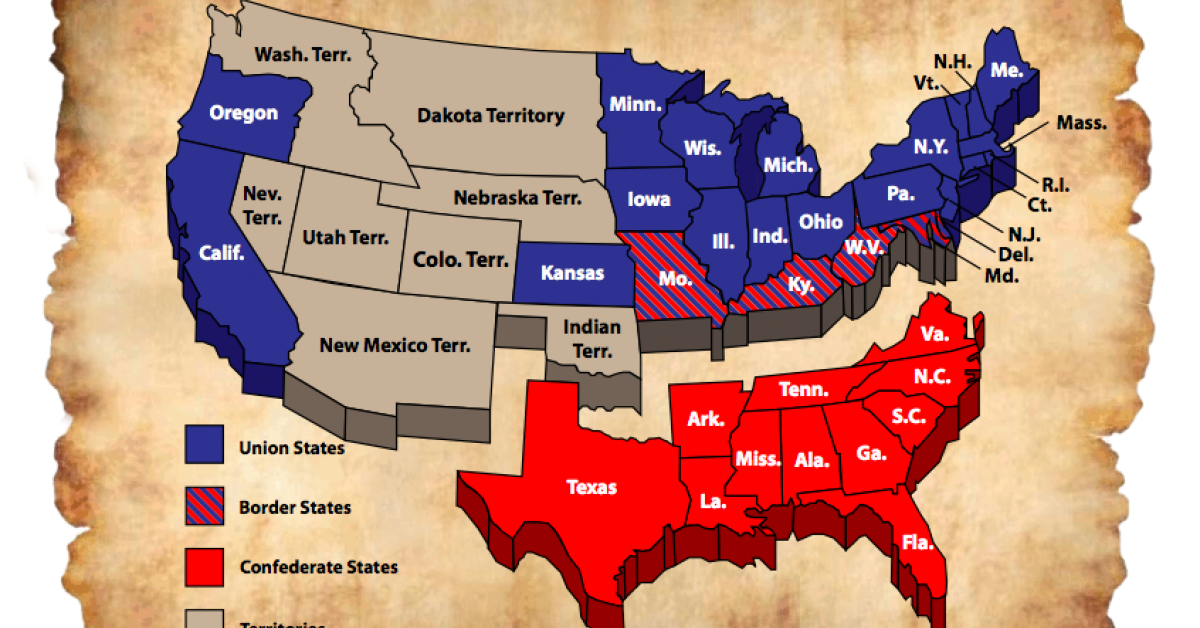 Wash. Terr.
Oregon
Dakota Territory
Minn.
Wis.
Mich.
N.H.
Vt.
Me.
Mass.
N.Y.
R.I.
Ct.
Pa.
N.J.
Del.
Md.
Nev.
Terr.
Utah Terr.
Nebraska Terr.
Iowa
Calif.
Colo. Terr.
Kansas
Mo.
Ill.
Ind.
Ohio
W.V.
Ky.
New Mexico Terr.
Indian
Terr.
Va.
Tenn.
N.C.
Ark.
S.C.
Miss.
Ala.
Ga.
Texas
La.
Fla.
Union States
Border States
Confederate States
Territories